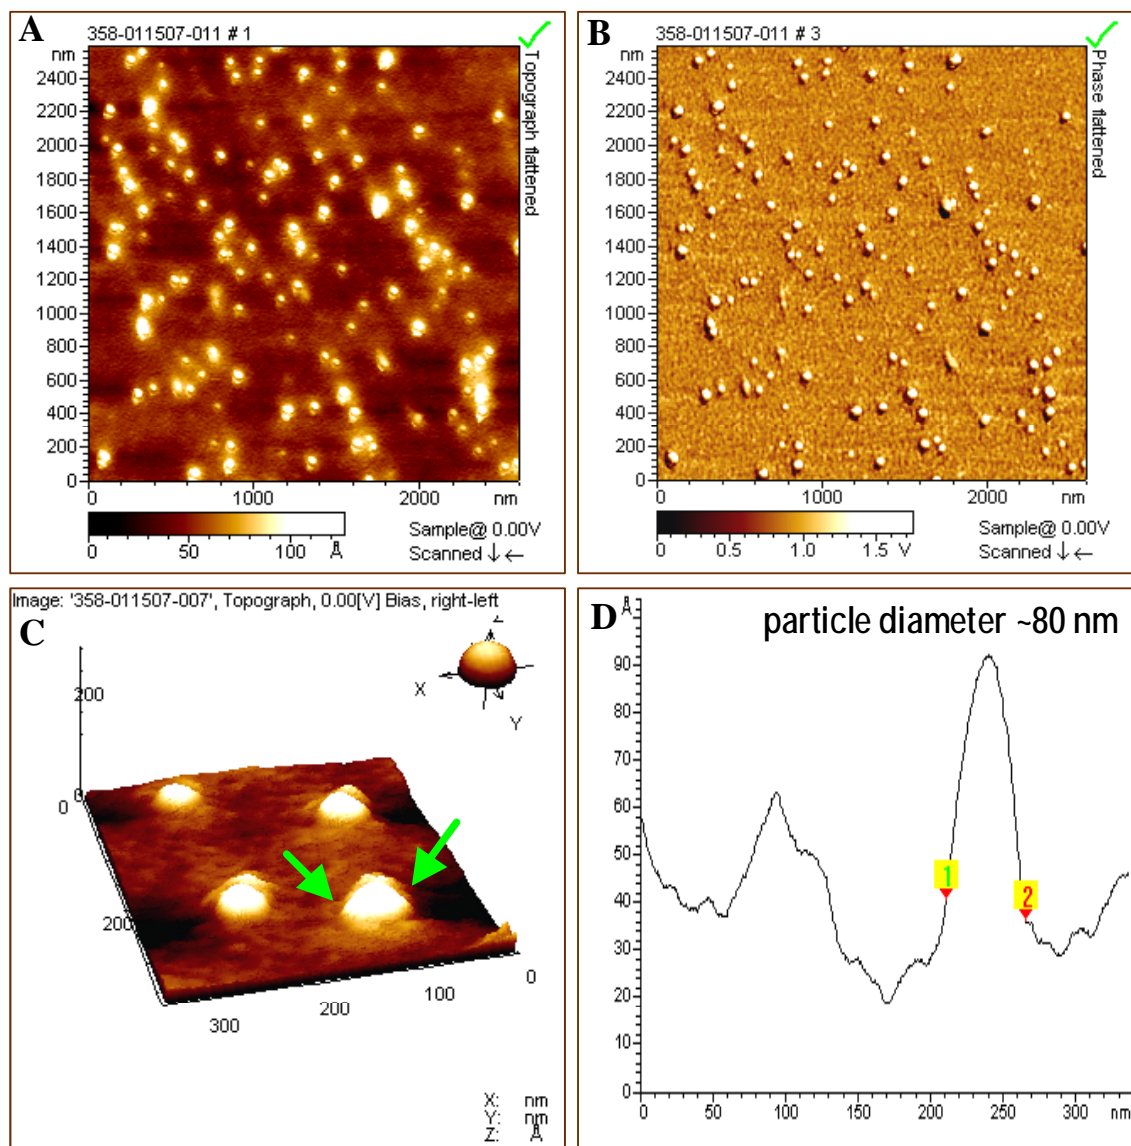 A
358-011507-011 # 1
nm
Topograph flattened
2400
2200
2000
1800
1600
1400
1200
1000
800
600
400
200
0
0 1000 2000 nm
0 50 100 Å
Sample@ 0.00V
Scanned ↓←
B
358-011507-011 # 3
nm
Phase flattened
2400
2200
2000
1800
1600
1400
1200
1000
800
600
400
200
0
0 1000 2000 nm
0 0.5 1.0 1.5 V
Sample@ 0.00V
Scanned ↓←
Image: '358-011507-007', Topograph, 0.00[V] Bias, right-left
C
Z
X
Y
200
0
0
200
300
200
100
0
X: nm
Y: nm
Z: Å
D
Å
particle diameter ~80 nm
90
80
70
60
50
40
30
20
10
0
1
2
0 50 100 150 200 250 300 nm